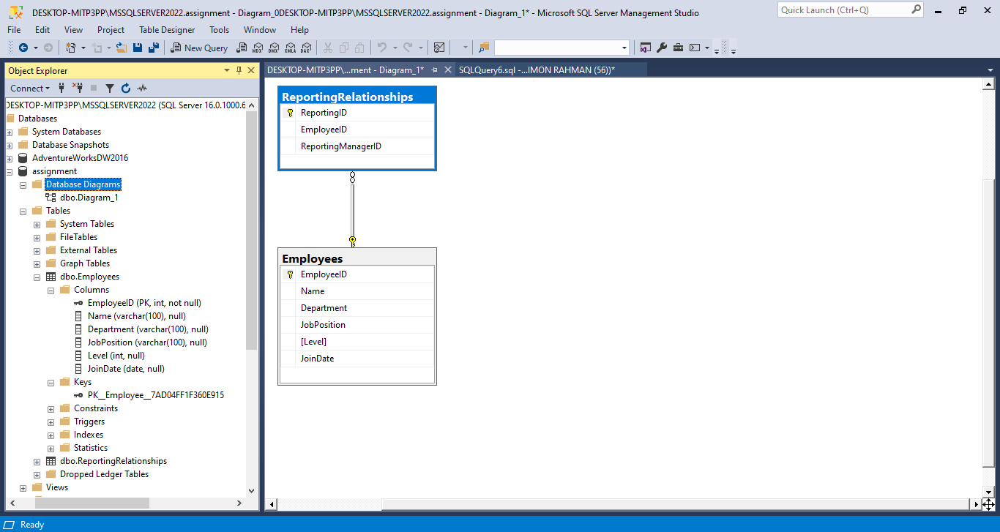 DESKTOP-MITP3PP\MSSQLSERVER2022.assignment - Diagram_0DESKTOP-MITP3PP\MSSQLSERVER2022.assignment - Diagram_1* - Microsoft SQL Server Management Studio
Quick Launch (Ctrl+Q)
File Edit View Project Table Designer Tools Window Help
New Query MDX DMX XMLA DAX
Object Explorer
DESKTOP-MITP3PP\...ment - Diagram_1* SQLQuery6.sql -...IMON RAHMAN (56))*
Connect
DESKTOP-MITP3PP\MSSQLSERVER2022 (SQL Server 16.0.1000.6
Databases
System Databases
Database Snapshots
AdventureWorksDW2016
assignment
Database Diagrams
dbo.Diagram_1
Tables
System Tables
FileTables
External Tables
Graph Tables
dbo.Employees
Columns
EmployeeID (PK, int, not null)
Name (varchar(100), null)
Department (varchar(100), null)
JobPosition (varchar(100), null)
Level (int, null)
JoinDate (date, null)
Keys
PK__Employee__7AD04FF1F360E915
Constraints
Triggers
Indexes
Statistics
dbo.ReportingRelationships
Dropped Ledger Tables
Views
ReportingRelationships
ReportingID
EmployeeID
ReportingManagerID
Employees
EmployeeID
Name
Department
JobPosition
[Level]
JoinDate
Ready